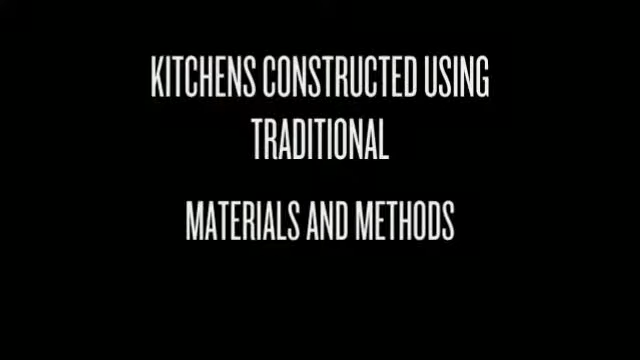 KITCHENS CONSTRUCTED USING
TRADITIONAL
MATERIALS AND METHODS